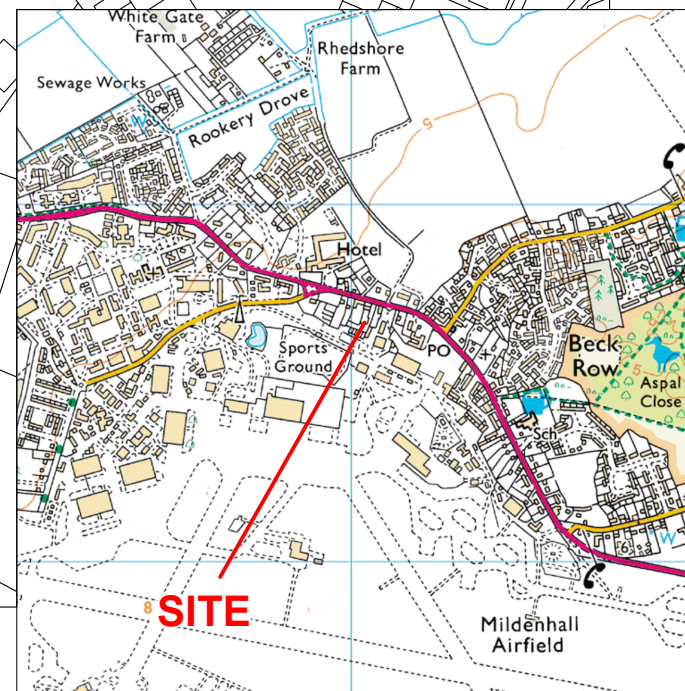 White Gate
Farm
Rhedshore
Farm
Sewage Works
W
Rookery Drove
5
Hotel
PO
Sports
Ground
Beck
Row
5
Aspal
Close
Sch
8
SITE
6
W
Mildenhall
Airfield